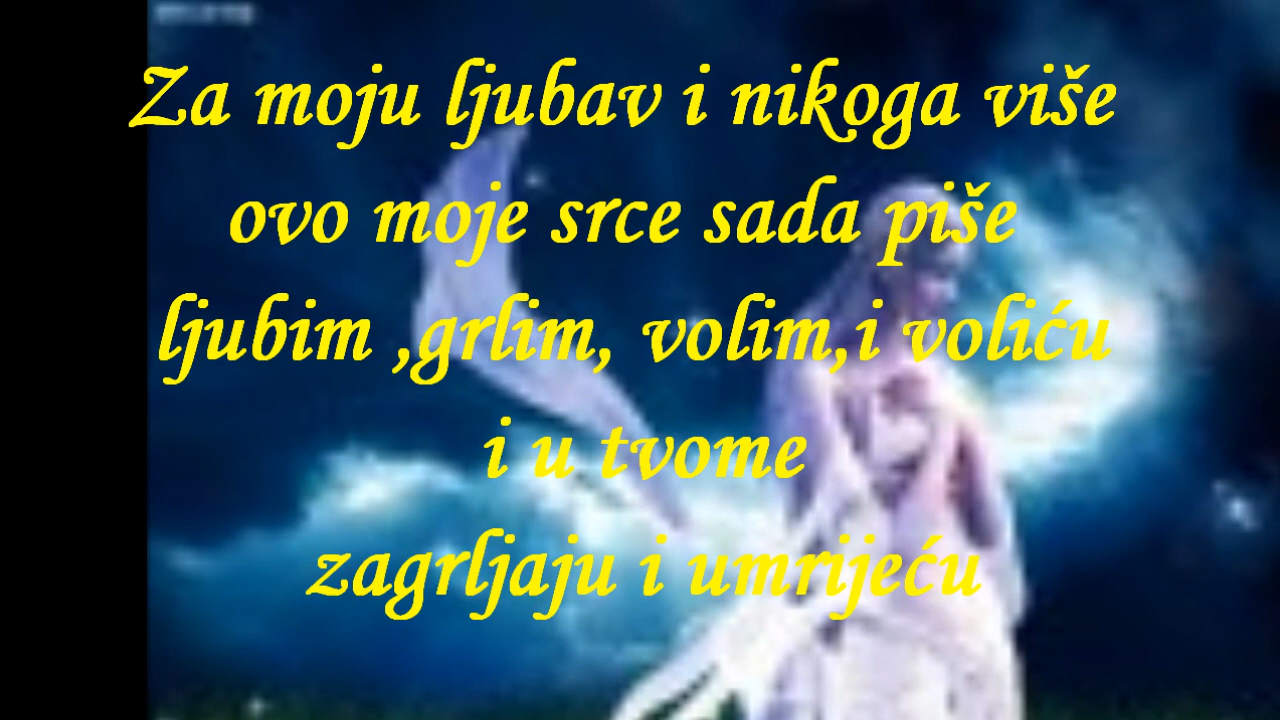 Za moju ljubav i nikoga više
ovo moje srce sada piše
ljubim ,grlim, volim,i voliću
i u tvome
zagrljaju i umrijeću